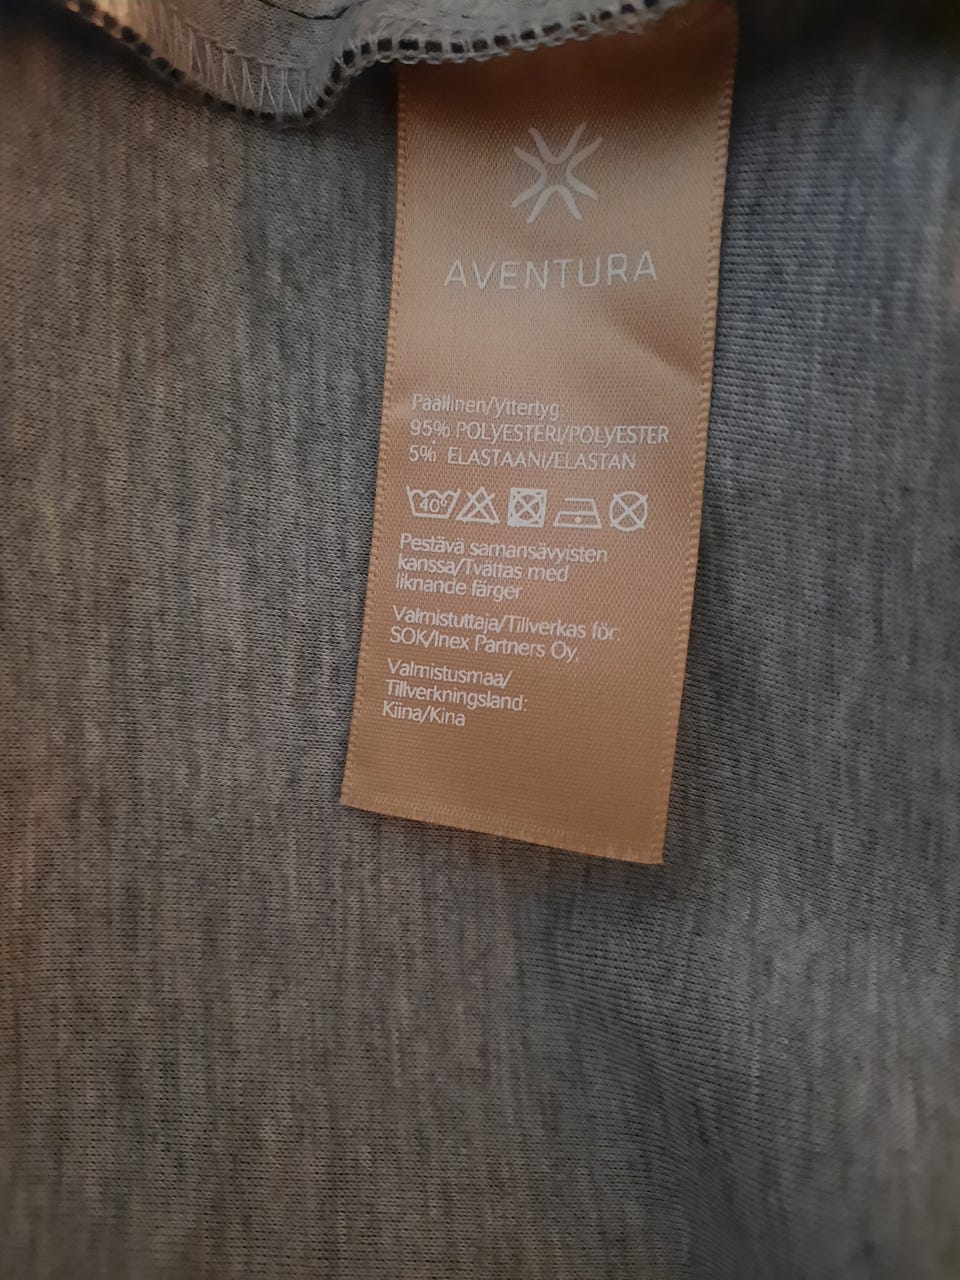 AVENTURA
Päällinen/Yttertyg
95% POLYESTERI/POLYESTER
5% ELASTAANI/ELASTAN
40°
Pestävä samansävyisten
kanssa/Tvättas med
liknande färger
Valmistuttaja/Tillverkas för:
SOK/Inex Partners Oy,
Valmistusmaa/
Tillverkningsland:
Kiina/Kina